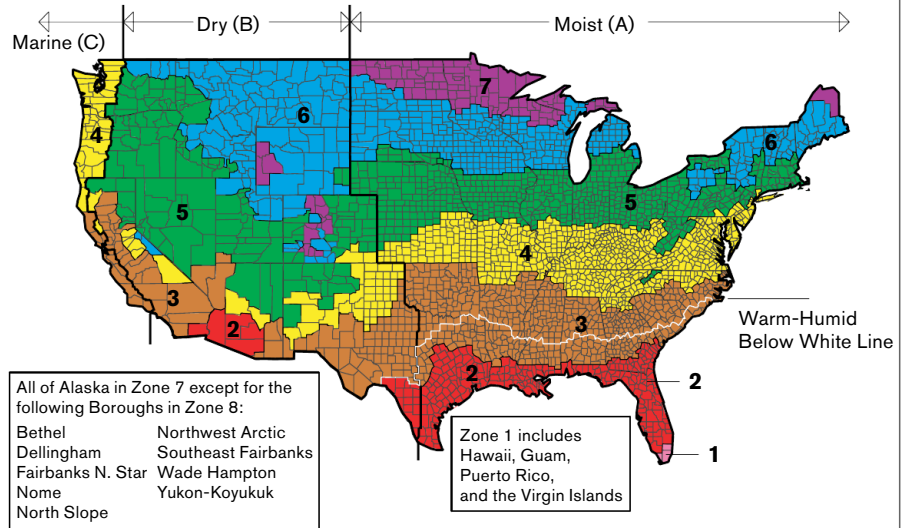 Marine (C)
Dry (B)
Moist (A)
7
6
6
4
5
5
4
3
3
2
2
2
1
Warm-Humid
Below White Line
All of Alaska in Zone 7 except for the
following Boroughs in Zone 8:
Bethel
Dellingham
Fairbanks N. Star
Nome
North Slope
Northwest Arctic
Southeast Fairbanks
Wade Hampton
Yukon-Koyukuk
Zone 1 includes
Hawaii, Guam,
Puerto Rico,
and the Virgin Islands